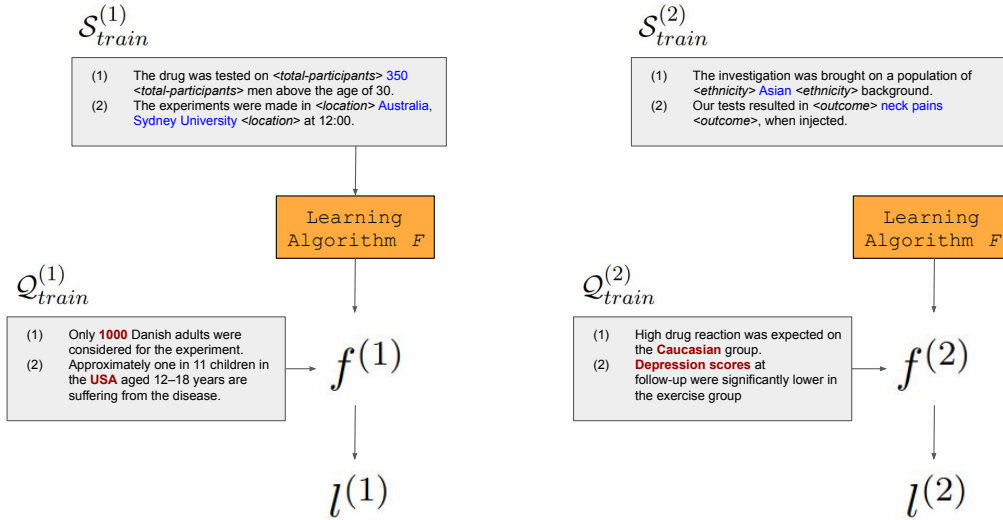 S^{(1)}_{train}
(1) The drug was tested on <total-participants> 350
<total-participants> men above the age of 30.
(2) The experiments were made in <location> Australia,
Sydney University <location> at 12:00.
Learning
Algorithm F
Q^{(1)}_{train}
(1) Only 1000 Danish adults were
considered for the experiment.
(2) Approximately one in 11 children in
the USA aged 12–18 years are
suffering from the disease.
f^{(1)}
l^{(1)}
S^{(2)}_{train}
(1) The investigation was brought on a population of
<ethnicity> Asian <ethnicity> background.
(2) Our tests resulted in <outcome> neck pains
<outcome>, when injected.
Learning
Algorithm F
Q^{(2)}_{train}
(1) High drug reaction was expected on
the Caucasian group.
(2) Depression scores at
follow-up were significantly lower in
the exercise group
f^{(2)}
l^{(2)}